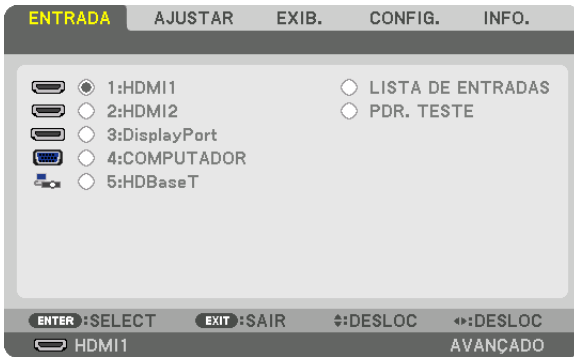 ENTRADA AJUSTAR EXIB. CONFIG. INFO.
1:HDMI1 LISTA DE ENTRADAS
2:HDMI2 PDR. TESTE
3:DisplayPort
4:COMPUTADOR
5:HDBaseT
ENTER :SELECT EXIT :SAIR :DESLOC :DESLOC
HDMI1 AVANÇADO